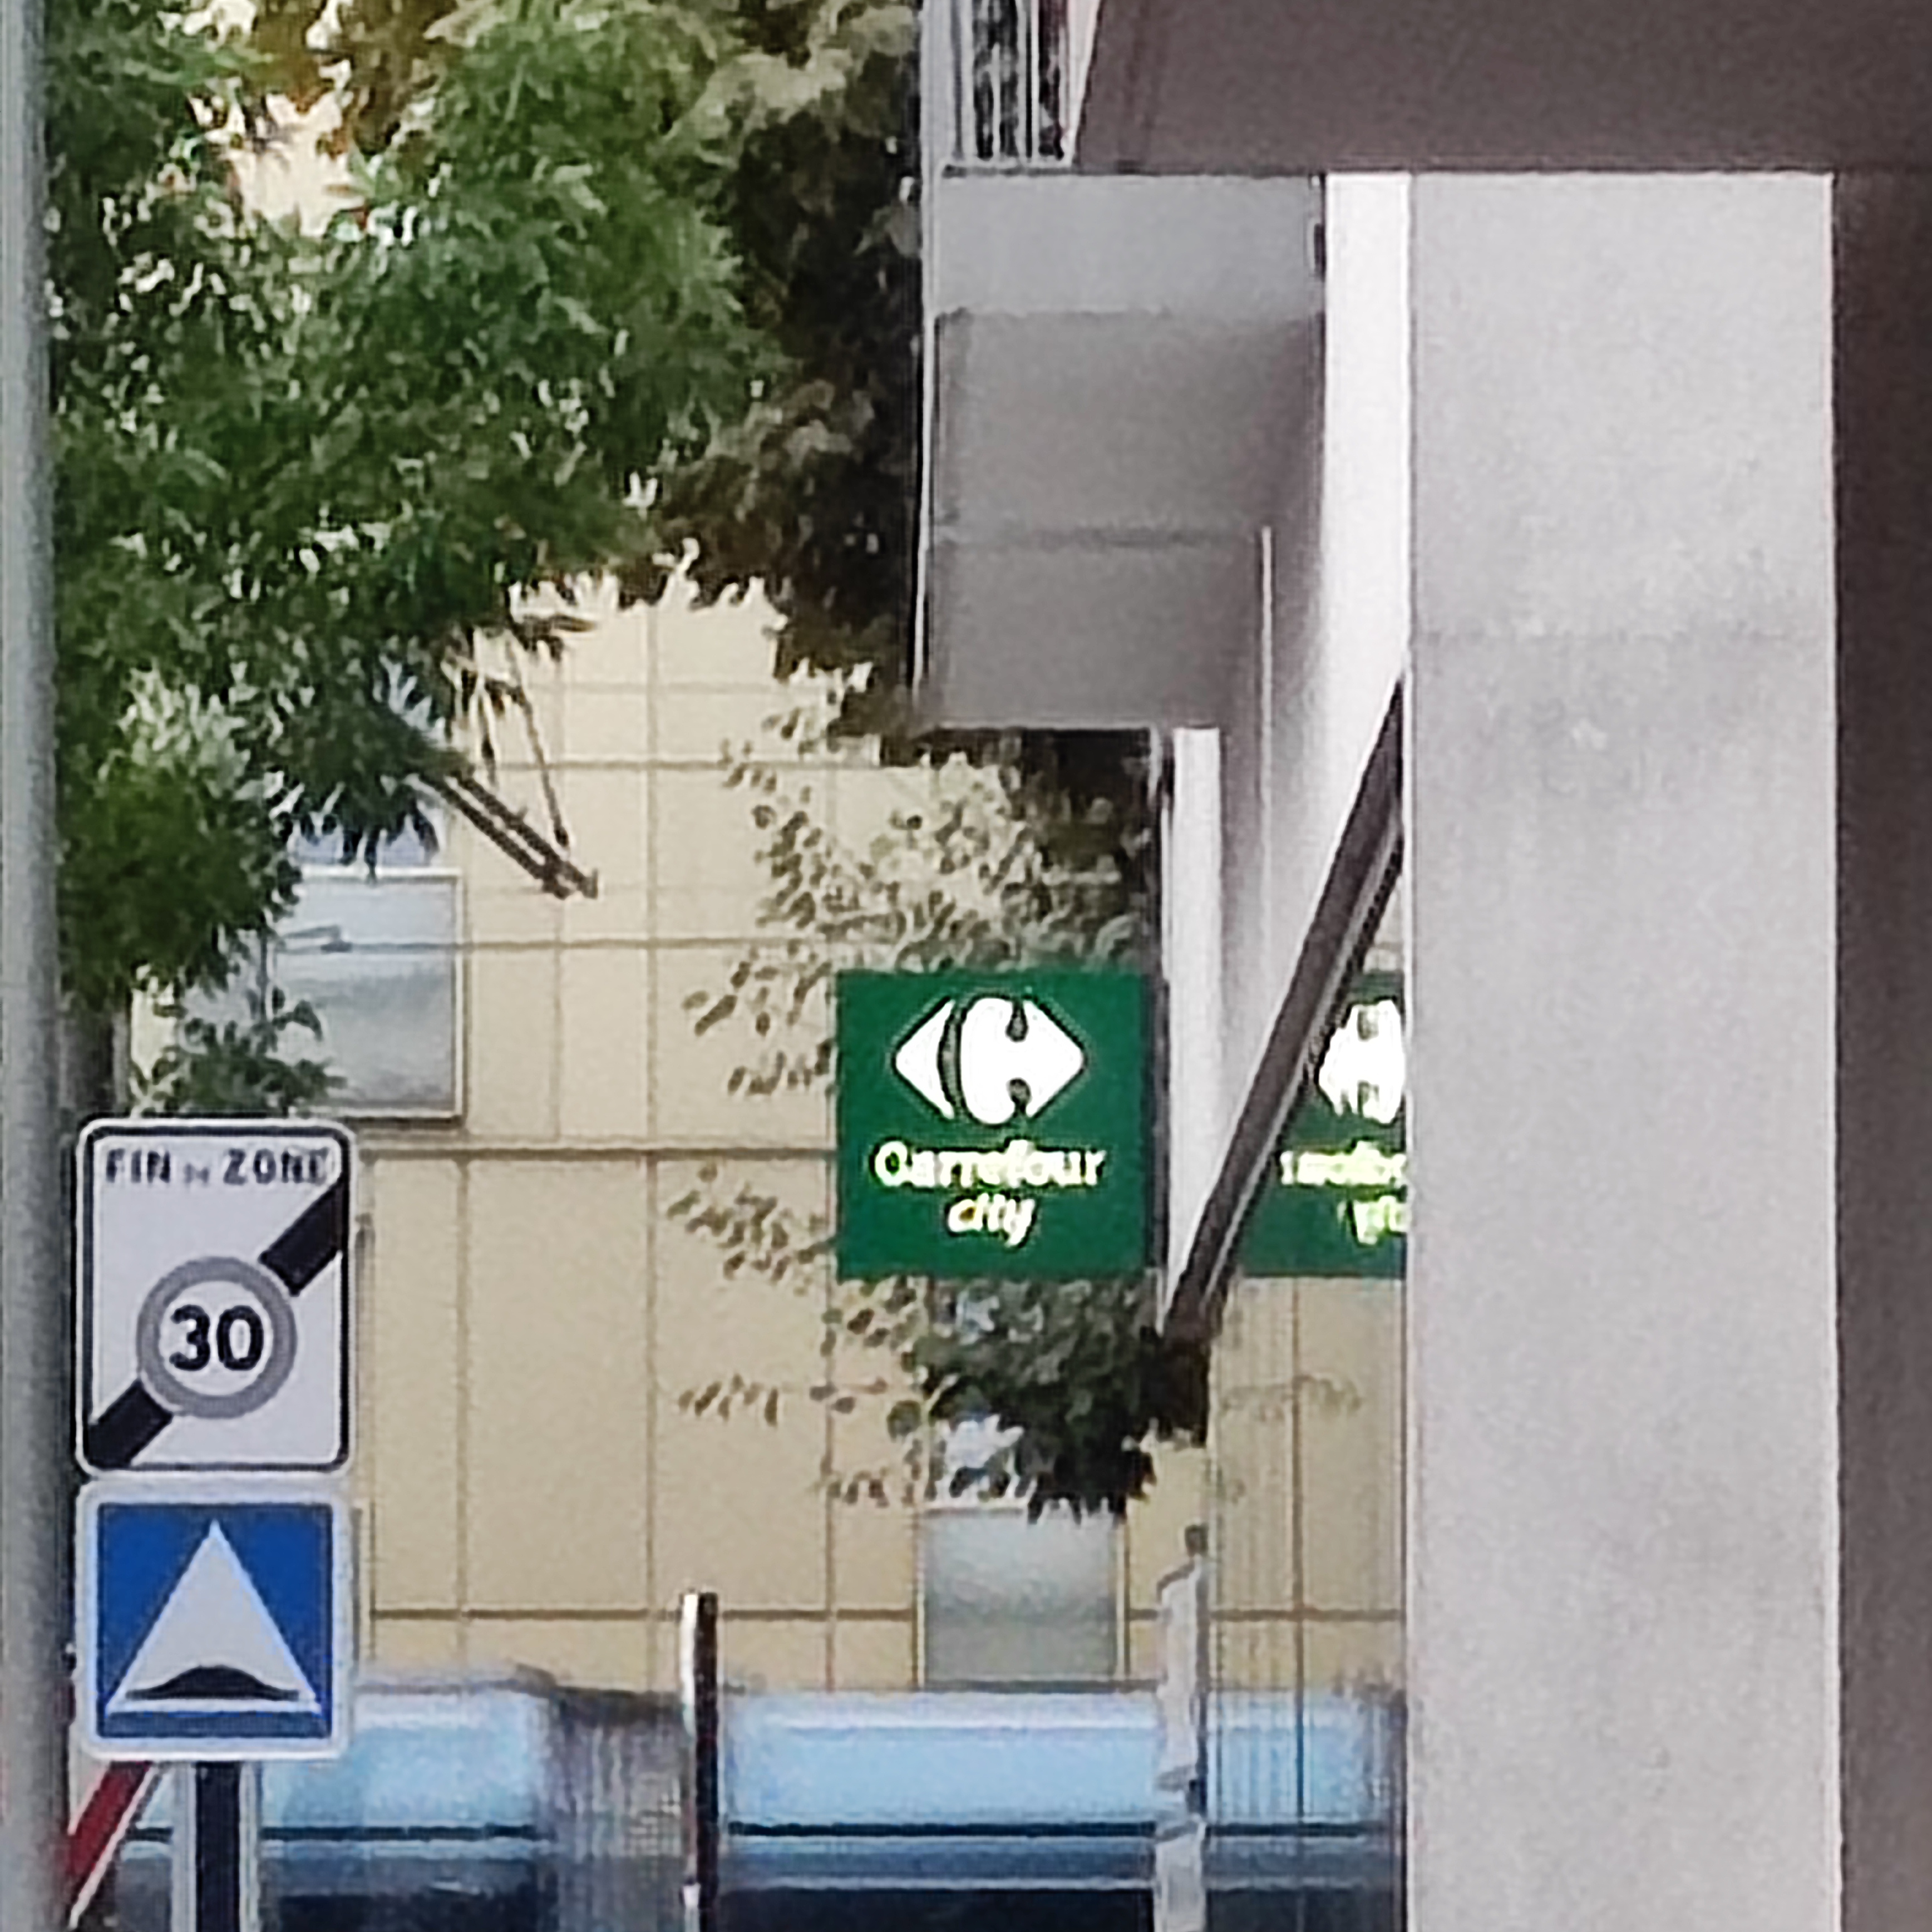 FIN DE ZONE
30
Carrefour
city